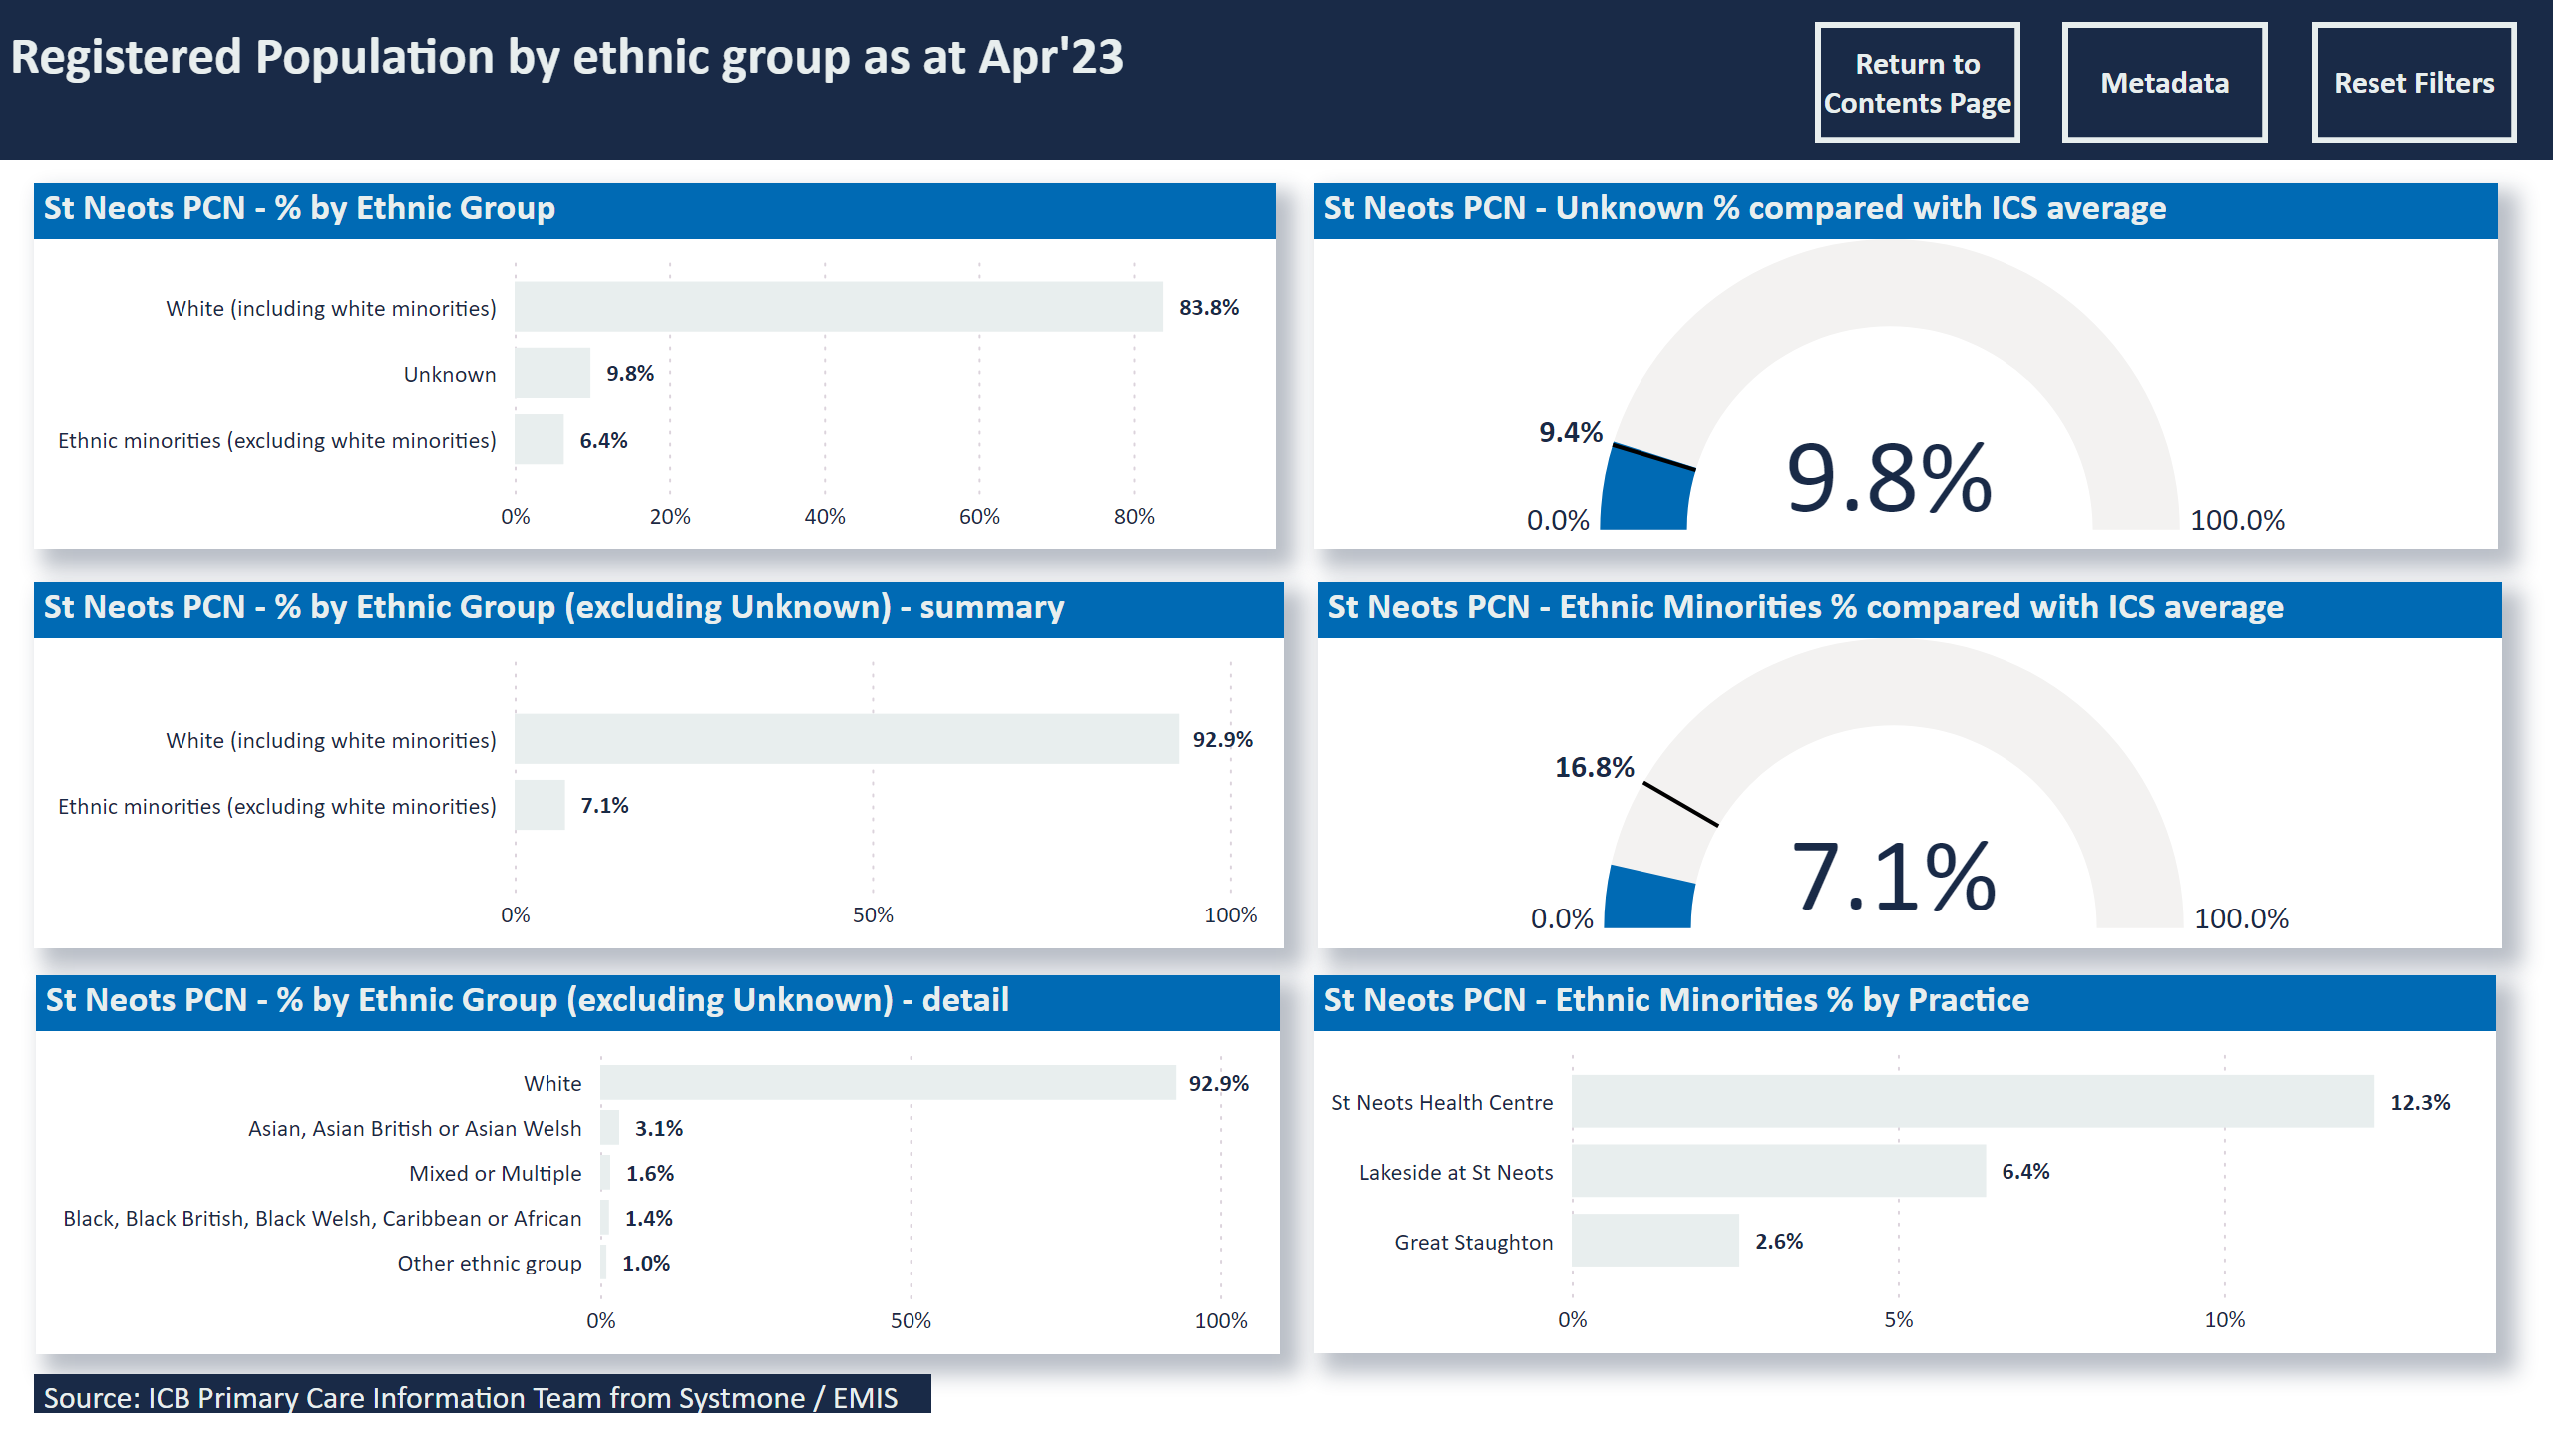 Registered Population by ethnic group as at Apr'23
Return to
Contents Page
Metadata
Reset Filters
St Neots PCN - % by Ethnic Group
White (including white minorities)
83.8%
Unknown
9.8%
Ethnic minorities (excluding white minorities)
6.4%
0%
20%
40%
60%
80%
St Neots PCN - Unknown % compared with ICS average
9.4%
9.8%
0.0%
100.0%
St Neots PCN - % by Ethnic Group (excluding Unknown) - summary
White (including white minorities)
92.9%
Ethnic minorities (excluding white minorities)
7.1%
0%
50%
100%
St Neots PCN - Ethnic Minorities % compared with ICS average
16.8%
7.1%
0.0%
100.0%
St Neots PCN - % by Ethnic Group (excluding Unknown) - detail
White
92.9%
Asian, Asian British or Asian Welsh
3.1%
Mixed or Multiple
1.6%
Black, Black British, Black Welsh, Caribbean or African
1.4%
Other ethnic group
1.0%
0%
50%
100%
St Neots PCN - Ethnic Minorities % by Practice
St Neots Health Centre
12.3%
Lakeside at St Neots
6.4%
Great Staughton
2.6%
0%
5%
10%
Source: ICB Primary Care Information Team from Systmone / EMIS